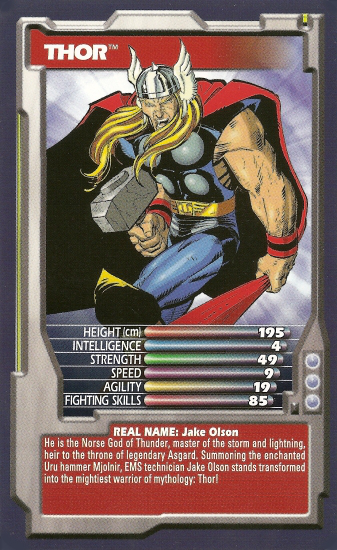 THOR™
HEIGHT (cm) 195
INTELLIGENCE 4
STRENGTH 49
SPEED 9
AGILITY 19
FIGHTING SKILLS 85
REAL NAME: Jake Olson
He is the Norse God of Thunder, master of the storm and lightning,
heir to the throne of legendary Asgard. Summoning the enchanted
Uru hammer Mjolnir, EMS technician Jake Olson stands transformed
into the mightiest warrior of mythology: Thor!